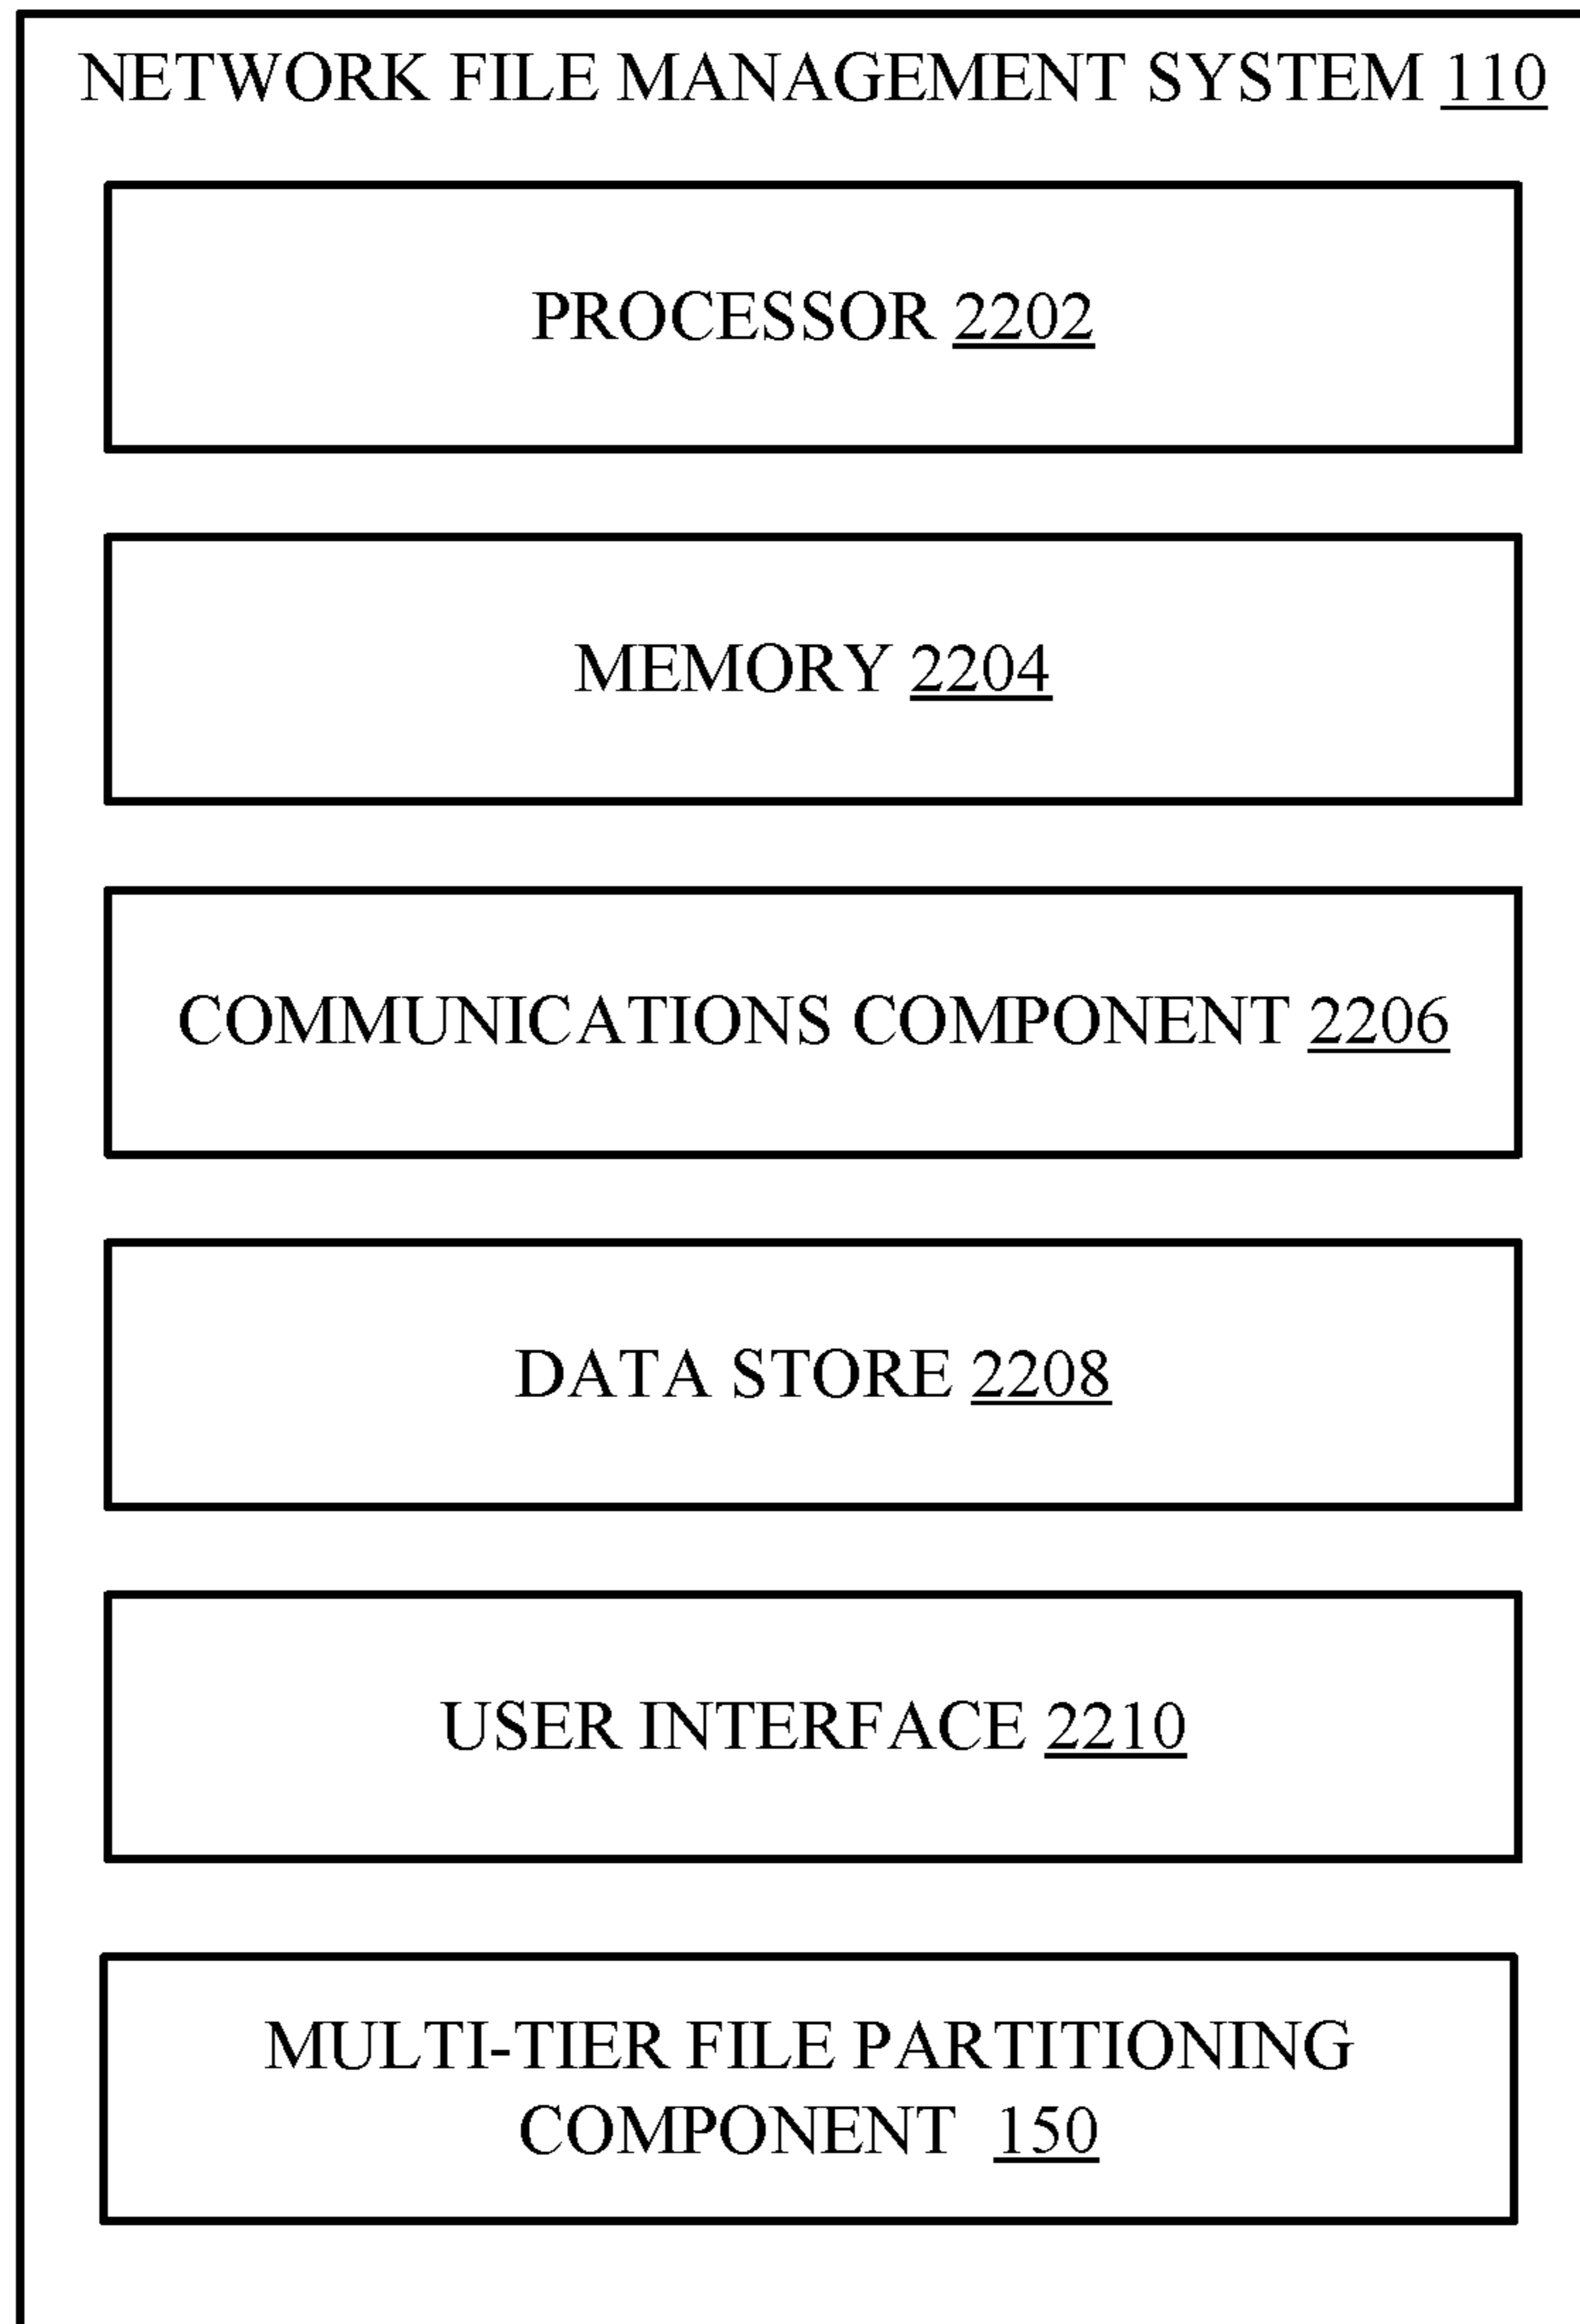 NETWORK FILE MANAGEMENT SYSTEM 110
PROCESSOR 2202
MEMORY 2204
COMMUNICATIONS COMPONENT 2206
DATA STORE 2208
USER INTERFACE 2210
MULTI-TIER FILE PARTITIONING
COMPONENT 150